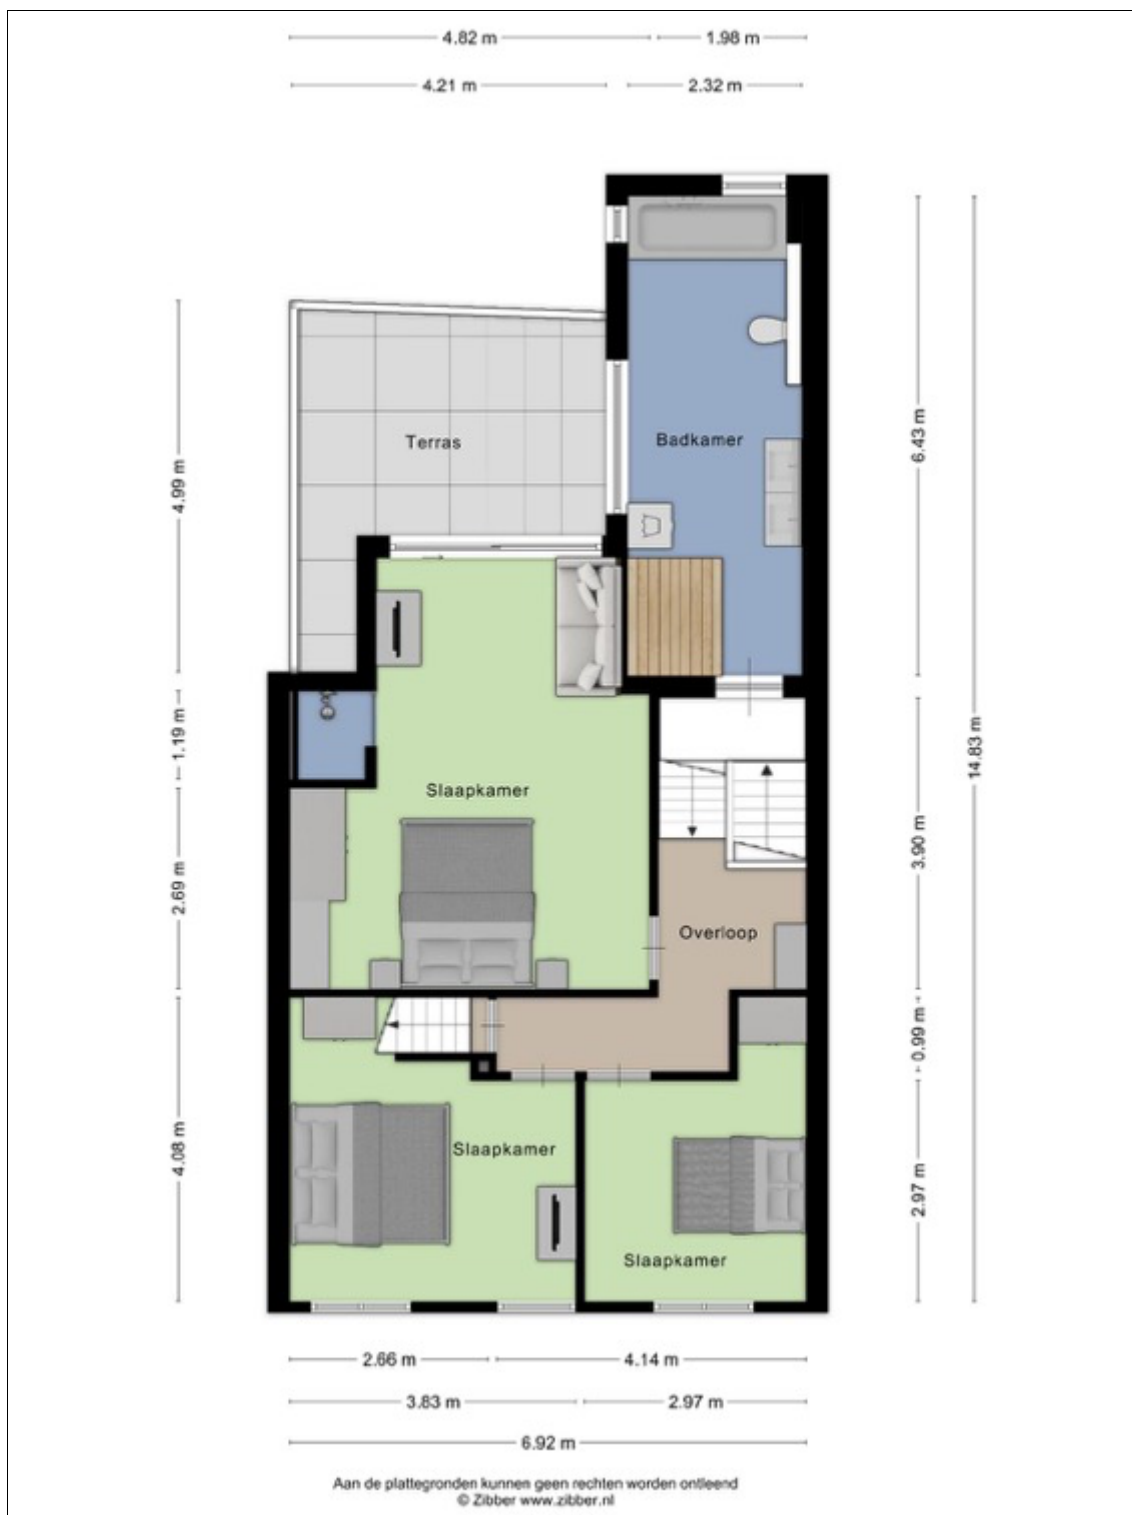 4.82 m 1.98 m
4.21 m 2.32 m
Terras
Badkamer
4.99 m
6.43 m
1.19 m
Slaapkamer
14.83 m
2.69 m
3.90 m
Overloop
0.99 m
4.08 m
Slaapkamer
2.97 m
Slaapkamer
2.66 m 4.14 m
3.83 m 2.97 m
6.92 m
Aan de plattegronden kunnen geen rechten worden ontleend
© Zibber www.zibber.nl